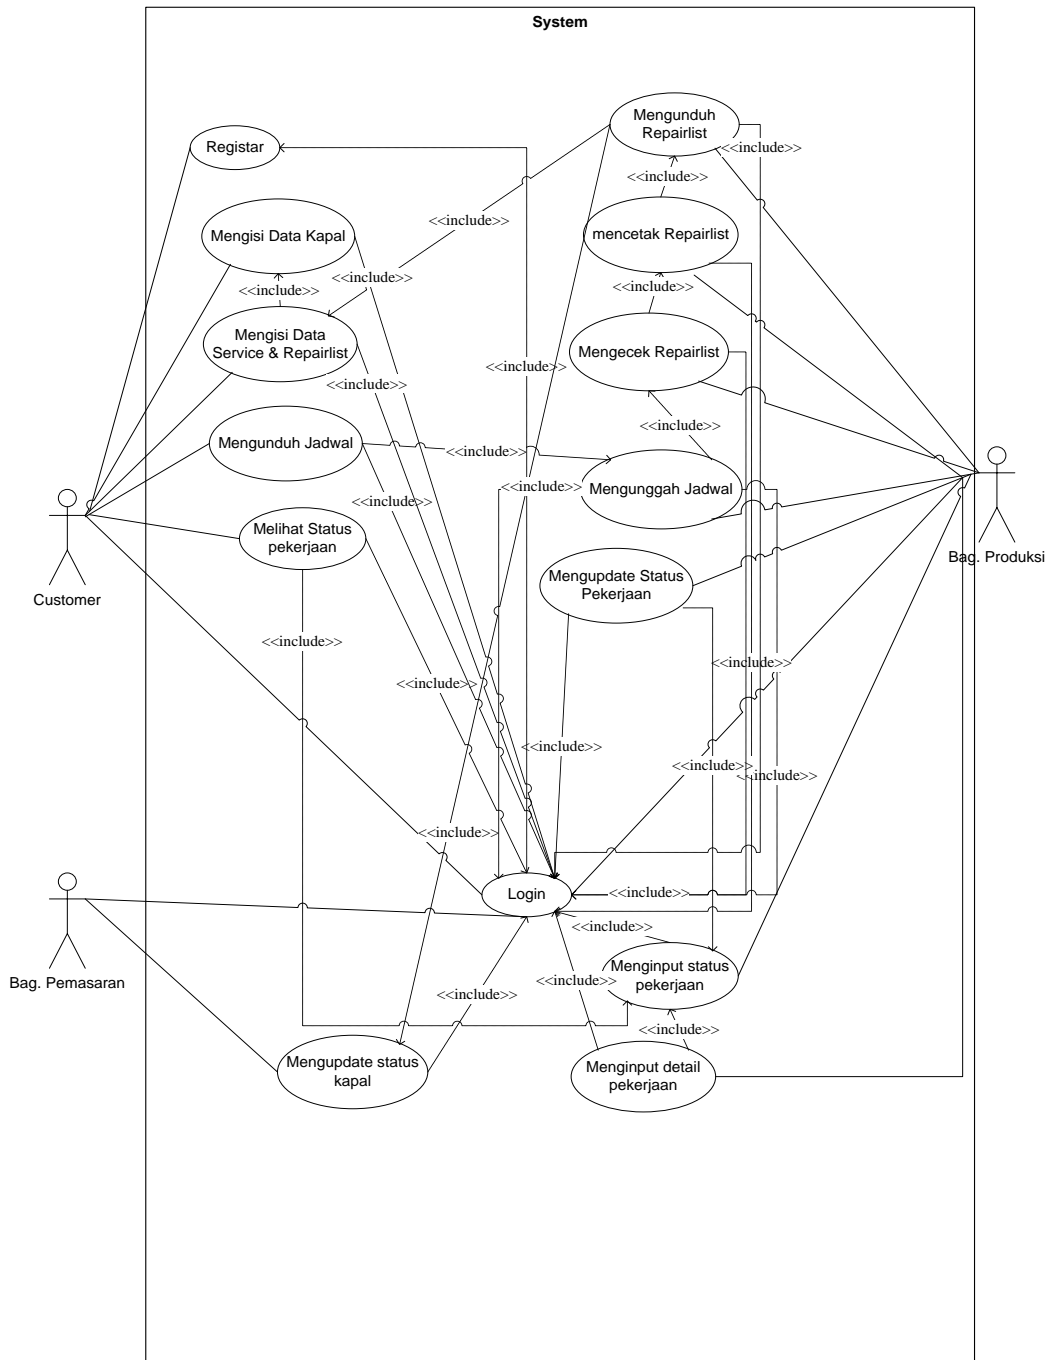 System
Mengunduh
Repairlist
Registar
<<include>>
<<include>>
<<include>>
mencetak Repairlist
Mengisi Data Kapal
<<include>>
<<include>>
<<include>>
Mengisi Data
Service & Repairlist
Mengecek Repairlist
<<include>>
<<include>>
<<include>>
Mengunduh Jadwal
<<include>>
<<include>>
Mengunggah Jadwal
<<include>>
Melihat Status
pekerjaan
Bag. Produksi
Mengupdate Status
Pekerjaan
Customer
<<include>>
<<include>>
<<include>>
<<include>>
<<include>>
<<include>>
<<include>>
Login
<<include>>
<<include>>
Menginput status
pekerjaan
Bag. Pemasaran
<<include>>
<<include>>
<<include>>
Mengupdate status
kapal
Menginput detail
pekerjaan